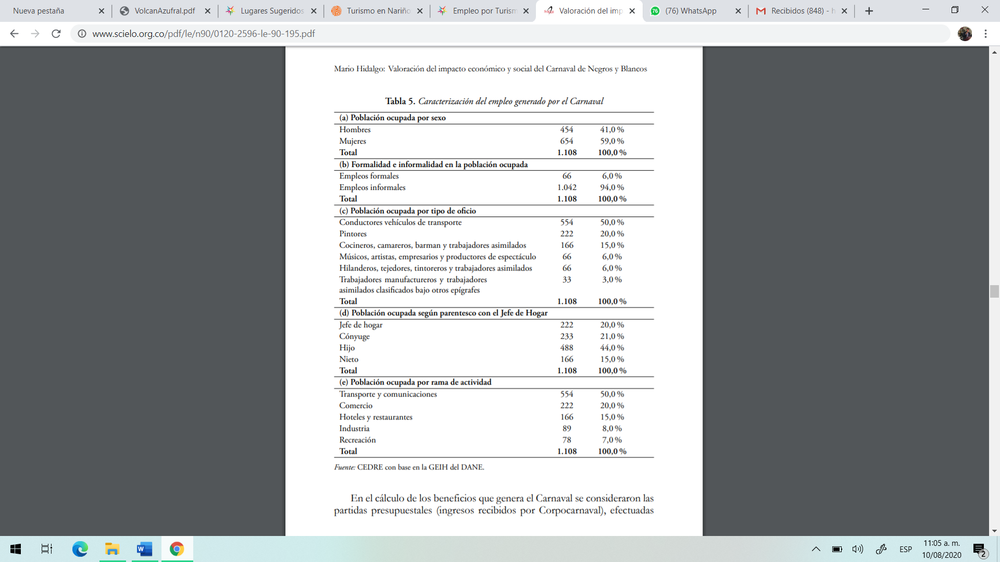 Nueva pestaña
VolcanAzufral.pdf
Lugares Sugeridos
Turismo en Nariño
Empleo por Turism
Valoración del imp
76
(76) WhatsApp
Recibidos (848) - h
www.scielo.org.co/pdf/le/n90/0120-2596-le-90-195.pdf
Mario Hidalgo: Valoración del impacto económico y social del Carnaval de Negros y Blancos
Tabla 5. Caracterización del empleo generado por el Carnaval
(a) Población ocupada por sexo
Hombres 454 41,0 %
Mujeres 654 59,0 %
Total 1.108 100,0 %
(b) Formalidad e informalidad en la población ocupada
Empleos formales 66 6,0 %
Empleos informales 1.042 94,0 %
Total 1.108 100,0 %
(c) Población ocupada por tipo de oficio
Conductores vehículos de transporte 554 50,0 %
Pintores 222 20,0 %
Cocineros, camareros, barman y trabajadores asimilados 166 15,0 %
Músicos, artistas, empresarios y productores de espectáculo 66 6,0 %
Hilanderos, tejedores, tintoreros y trabajadores asimilados 66 6,0 %
Trabajadores manufactureros y trabajadores 33 3,0 %
asimilados clasificados bajo otros epígrafes
Total 1.108 100,0 %
(d) Población ocupada según parentesco con el Jefe de Hogar
Jefe de hogar 222 20,0 %
Cónyuge 233 21,0 %
Hijo 488 44,0 %
Nieto 166 15,0 %
Total 1.108 100,0 %
(e) Población ocupada por rama de actividad
Transporte y comunicaciones 554 50,0 %
Comercio 222 20,0 %
Hoteles y restaurantes 166 15,0 %
Industria 89 8,0 %
Recreación 78 7,0 %
Total 1.108 100,0 %
Fuente: CEDRE con base en la GEIH del DANE.
En el cálculo de los beneficios que genera el Carnaval se consideraron las
partidas presupuestales (ingresos recibidos por Corpocarnaval), efectuadas
W
ESP
11:05 a. m.
10/08/2020
2